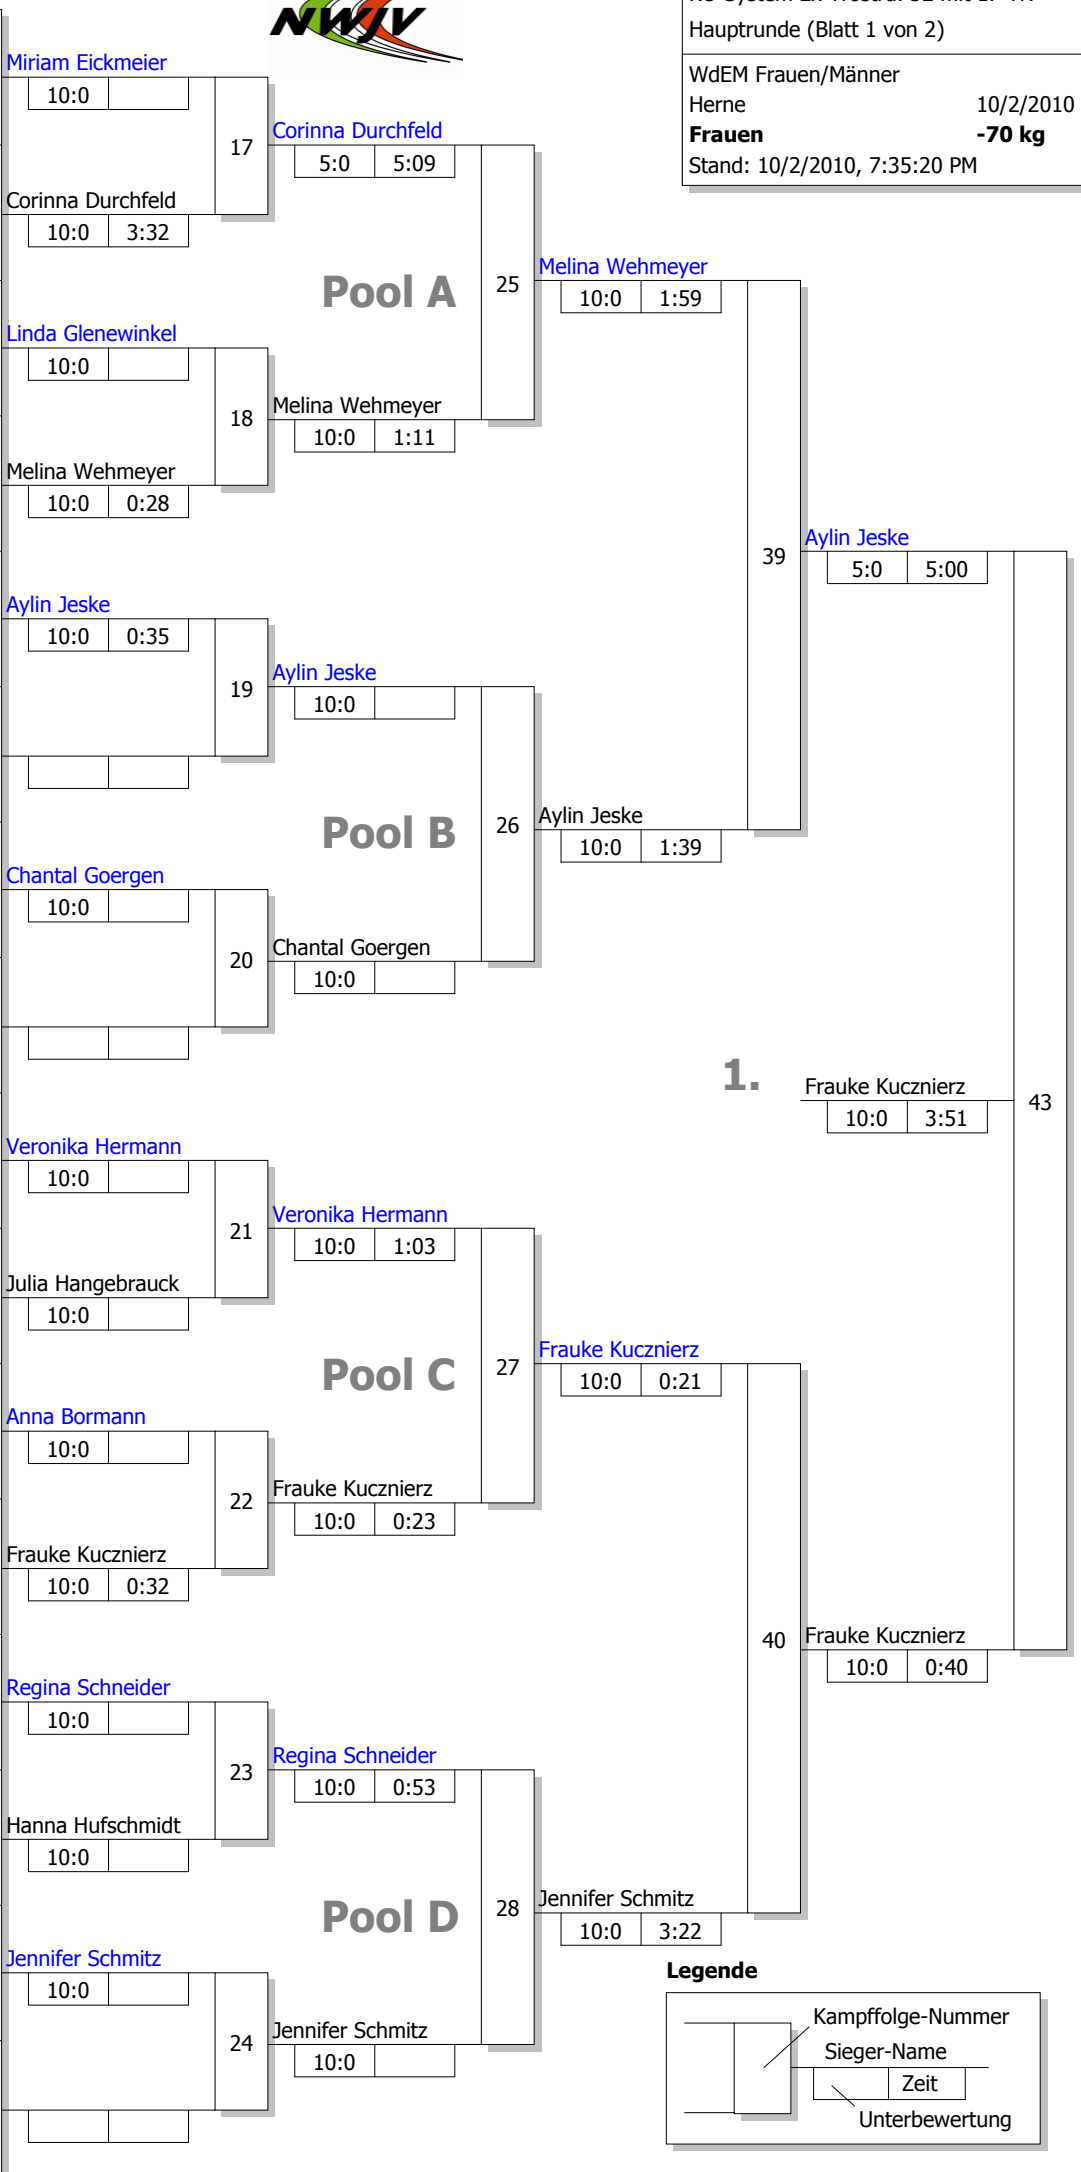 NWJV
Hauptrunde (Blatt 1 von 2)
WdEM Frauen/Männer
Herne 10/2/2010
Frauen -70 kg
Stand: 10/2/2010, 7:35:20 PM
Miriam Eickmeier
10:0
17
Corinna Durchfeld
5:0 5:09
Corinna Durchfeld
10:0 3:32
Pool A
25
Melina Wehmeyer
10:0 1:59
Linda Glenewinkel
10:0
18
Melina Wehmeyer
10:0 1:11
Melina Wehmeyer
10:0 0:28
39
Aylin Jeske
5:0 5:00
Aylin Jeske
10:0 0:35
19
Aylin Jeske
10:0
Pool B
26
Aylin Jeske
10:0 1:39
Chantal Goergen
10:0
20
Chantal Goergen
10:0
1.
Frauke Kucznierz
10:0 3:51
43
Veronika Hermann
10:0
21
Veronika Hermann
10:0 1:03
Julia Hangebrauck
10:0
Pool C
27
Frauke Kucznierz
10:0 0:21
Anna Bormann
10:0
22
Frauke Kucznierz
10:0 0:23
Frauke Kucznierz
10:0 0:32
40
Frauke Kucznierz
10:0 0:40
Regina Schneider
10:0
23
Regina Schneider
10:0 0:53
Hanna Hufschmidt
10:0
Pool D
28
Jennifer Schmitz
10:0 3:22
Jennifer Schmitz
10:0
24
Jennifer Schmitz
10:0
Legende
Kampffolge-Nummer
Sieger-Name
Zeit
Unterbewertung